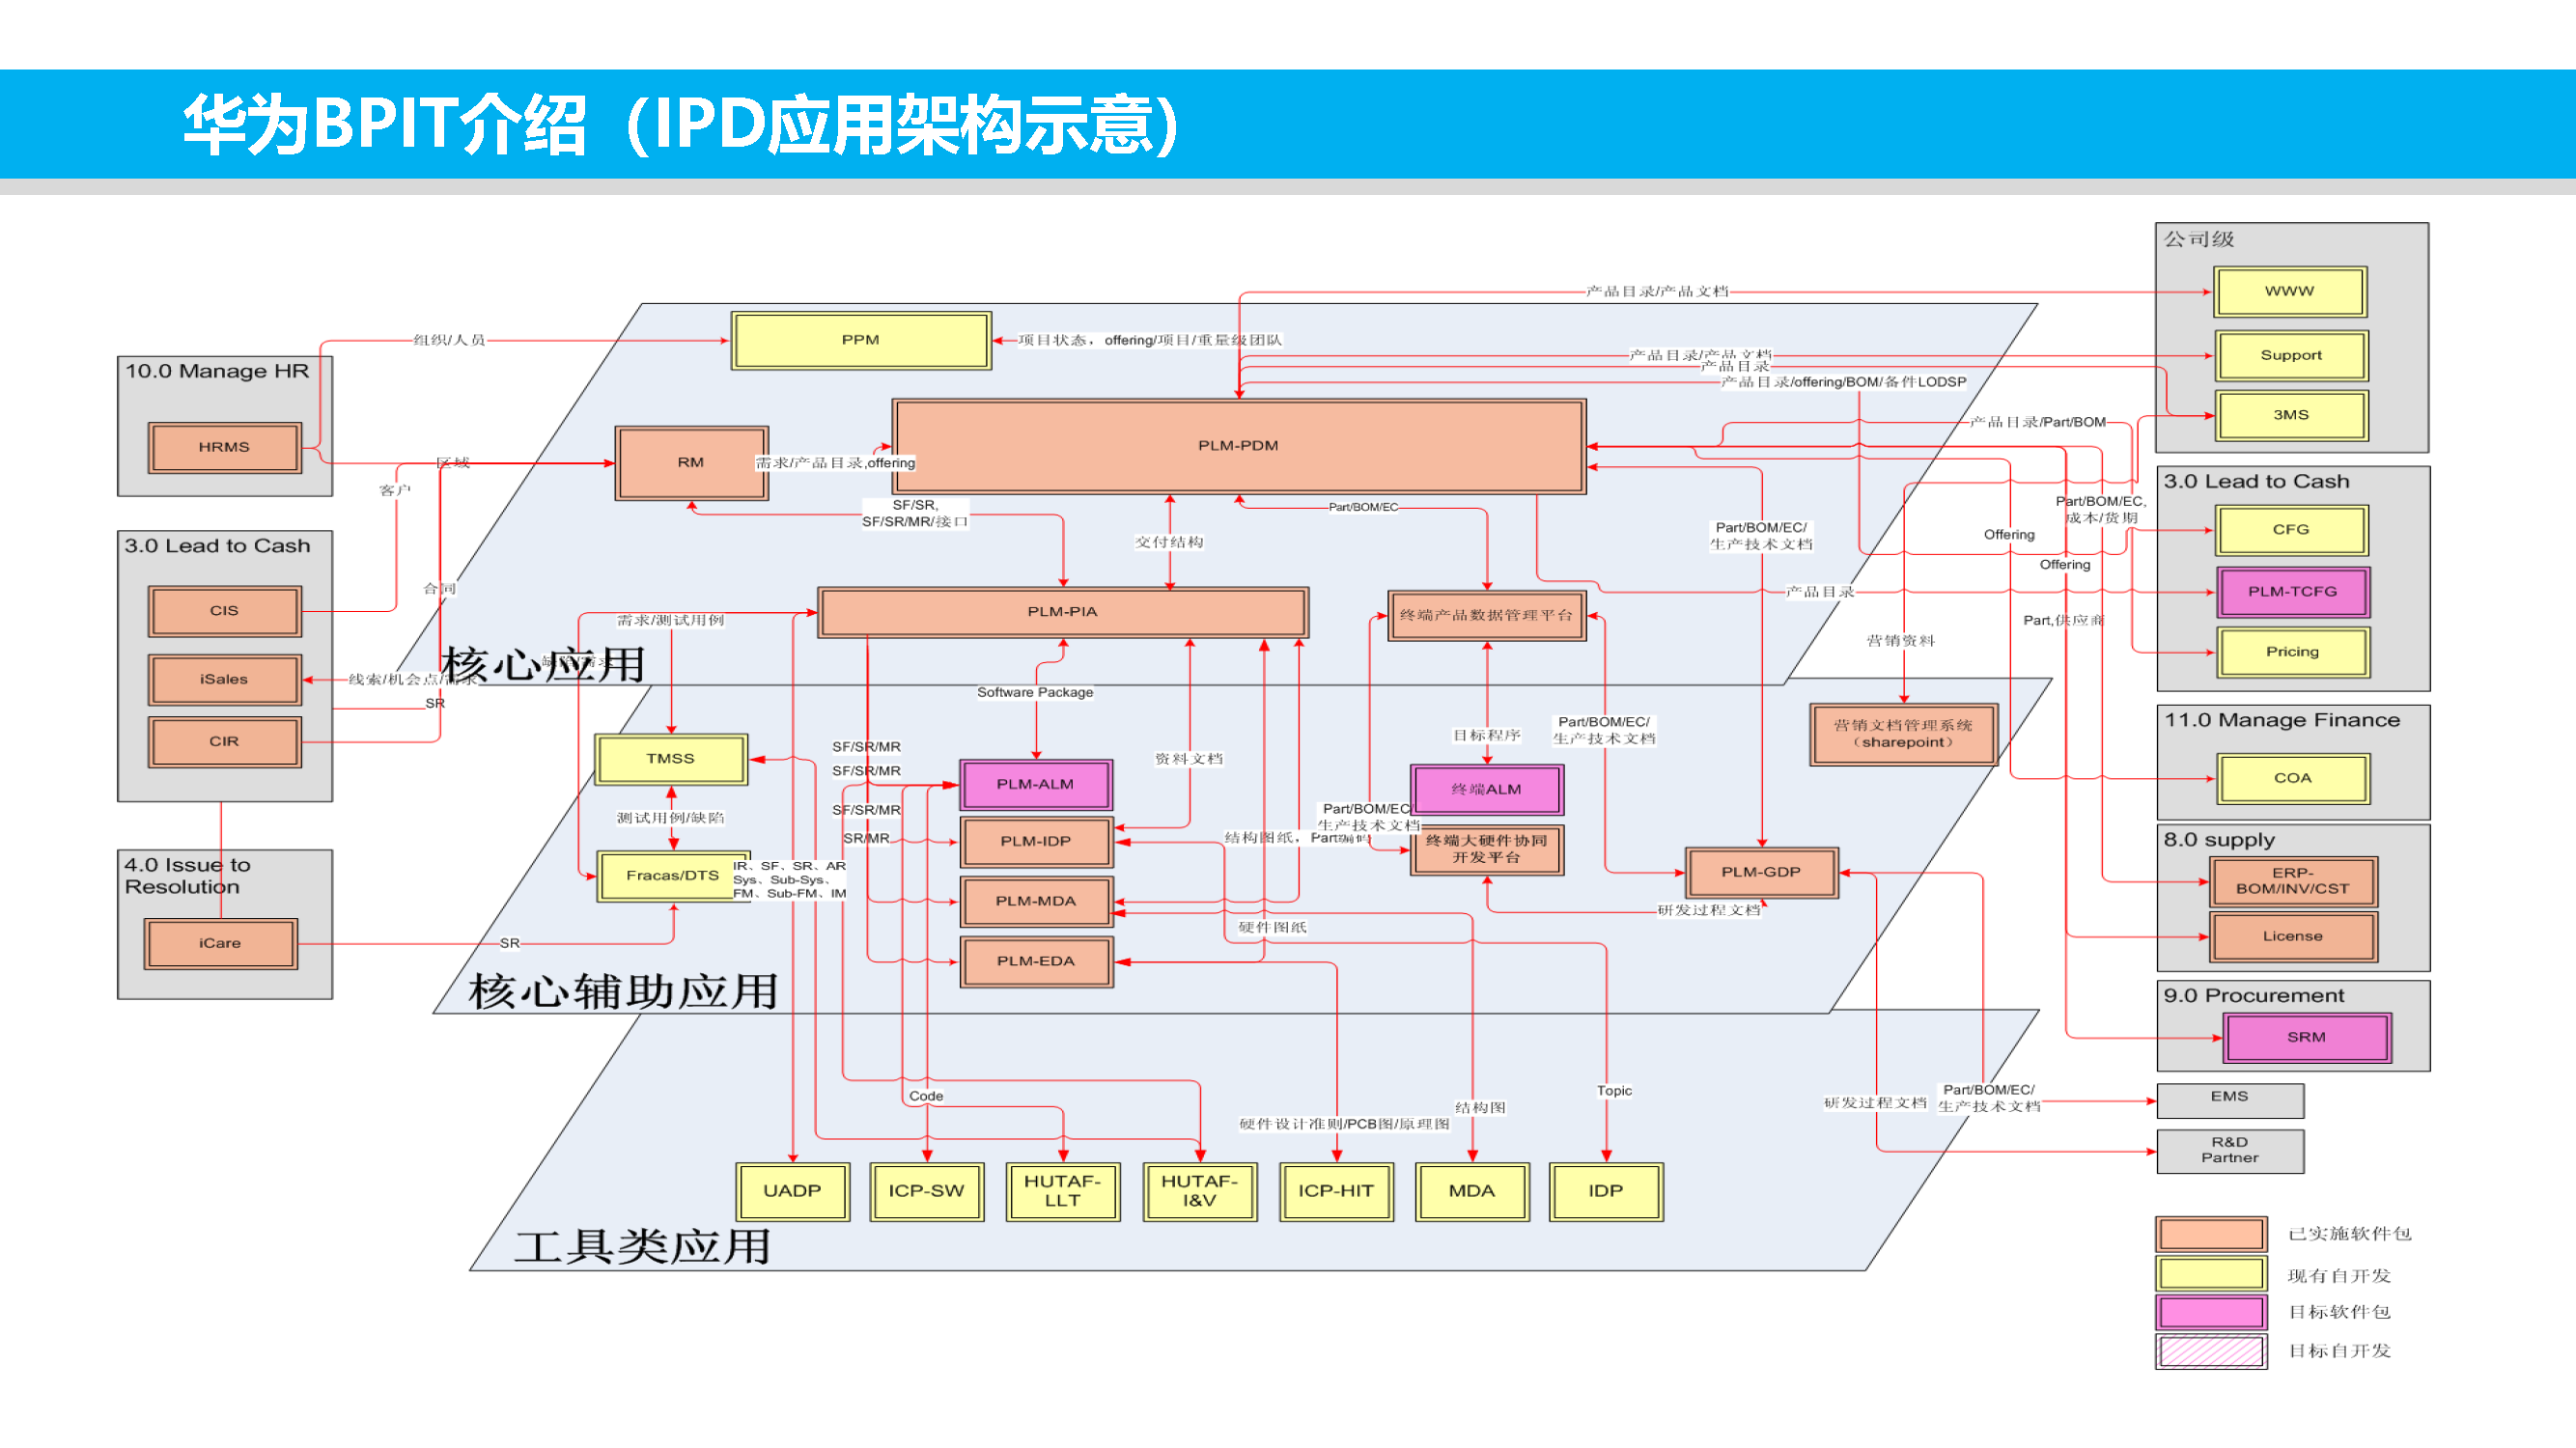 华为BPIT介绍（IPD应用架构示意）
公司级
WWW
Support
3MS
产品目录/产品文档
产品目录/产品文档
产品目录
产品目录/offering/BOM/备件LODSP
产品目录/Part/BOM
组织/人员
PPM
项目状态，offering/项目/重量级团队
10.0 Manage HR
HRMS
区域
客户
RM
需求/产品目录,offering
PLM-PDM
SF/SR,
SF/SR/MR/接口
交付结构
Part/BOM/EC
Part/BOM/EC/
生产技术文档
Offering
Part/BOM/EC,
成本/货期
Offering
3.0 Lead to Cash
CFG
PLM-TCFG
Pricing
产品目录
Part,供应商
营销资料
3.0 Lead to Cash
CIS
iSales
CIR
合同
线索/机会点/需求
SR
PLM-PIA
终端产品数据管理平台
需求/测试用例
缺陷/需求
核心应用
Software Package
TMSS
测试用例/缺陷
Fracas/DTS
IR、SF、SR、AR
Sys、Sub-Sys、
FM、Sub-FM、IM
SF/SR/MR
SF/SR/MR
SF/SR/MR
SR/MR
PLM-ALM
PLM-IDP
PLM-MDA
PLM-EDA
资料文档
结构图纸，Part编码
硬件图纸
目标程序
终端ALM
Part/BOM/EC/
生产技术文档
终端大硬件协同
开发平台
Part/BOM/EC/
生产技术文档
PLM-GDP
研发过程文档
营销文档管理系统
（sharepoint）
11.0 Manage Finance
COA
8.0 supply
ERP-
BOM/INV/CST
License
9.0 Procurement
SRM
EMS
R&D
Partner
4.0 Issue to
Resolution
iCare
SR
核心辅助应用
Code
硬件设计准则/PCB图/原理图
结构图
Topic
研发过程文档
Part/BOM/EC/
生产技术文档
UADP
ICP-SW
HUTAF-
LLT
HUTAF-
I&V
ICP-HIT
MDA
IDP
工具类应用
已实施软件包
现有自开发
目标软件包
目标自开发